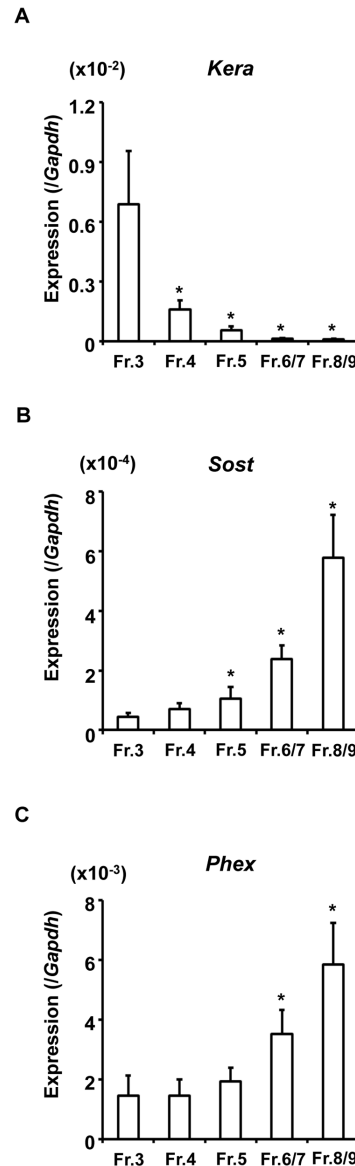 A
(x10⁻²) Kera
Expression (/Gapdh)
1.2
0.9
0.6
0.3
0
* * * *
Fr.3 Fr.4 Fr.5 Fr.6/7 Fr.8/9
B
(x10⁻⁴) Sost
Expression (/Gapdh)
8
6
4
2
0
* * *
Fr.3 Fr.4 Fr.5 Fr.6/7 Fr.8/9
C
(x10⁻³) Phex
Expression (/Gapdh)
8
6
4
2
0
* *
Fr.3 Fr.4 Fr.5 Fr.6/7 Fr.8/9